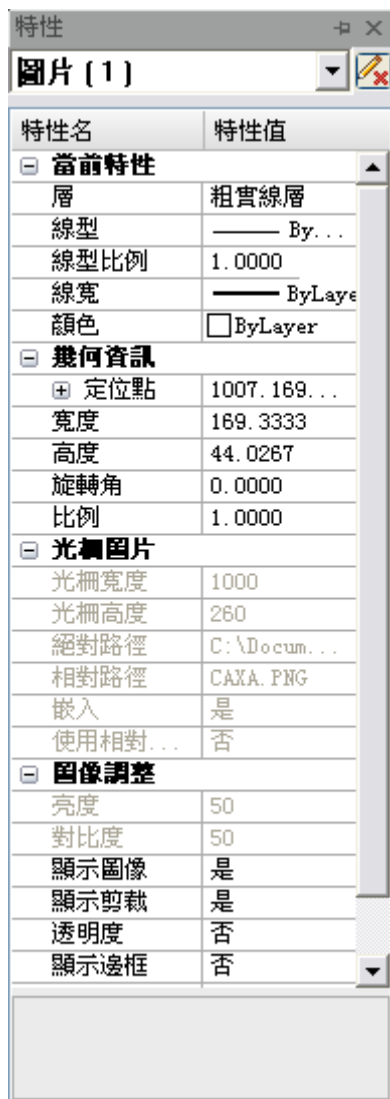 特性
圖片 (1)
特性名 特性值
當前特性
層 粗實線層
線型 By...
線型比例 1.0000
線寬 ByLaye
顏色 ByLayer
幾何資訊
定位點 1007.169...
寬度 169.3333
高度 44.0267
旋轉角 0.0000
比例 1.0000
光柵圖片
光柵寬度 1000
光柵高度 260
絕對路徑 C:\Docum...
相對路徑 CAXA.PNG
嵌入 是
使用相對... 否
圖像調整
亮度 50
對比度 50
顯示圖像 是
顯示剪裁 是
透明度 否
顯示邊框 否